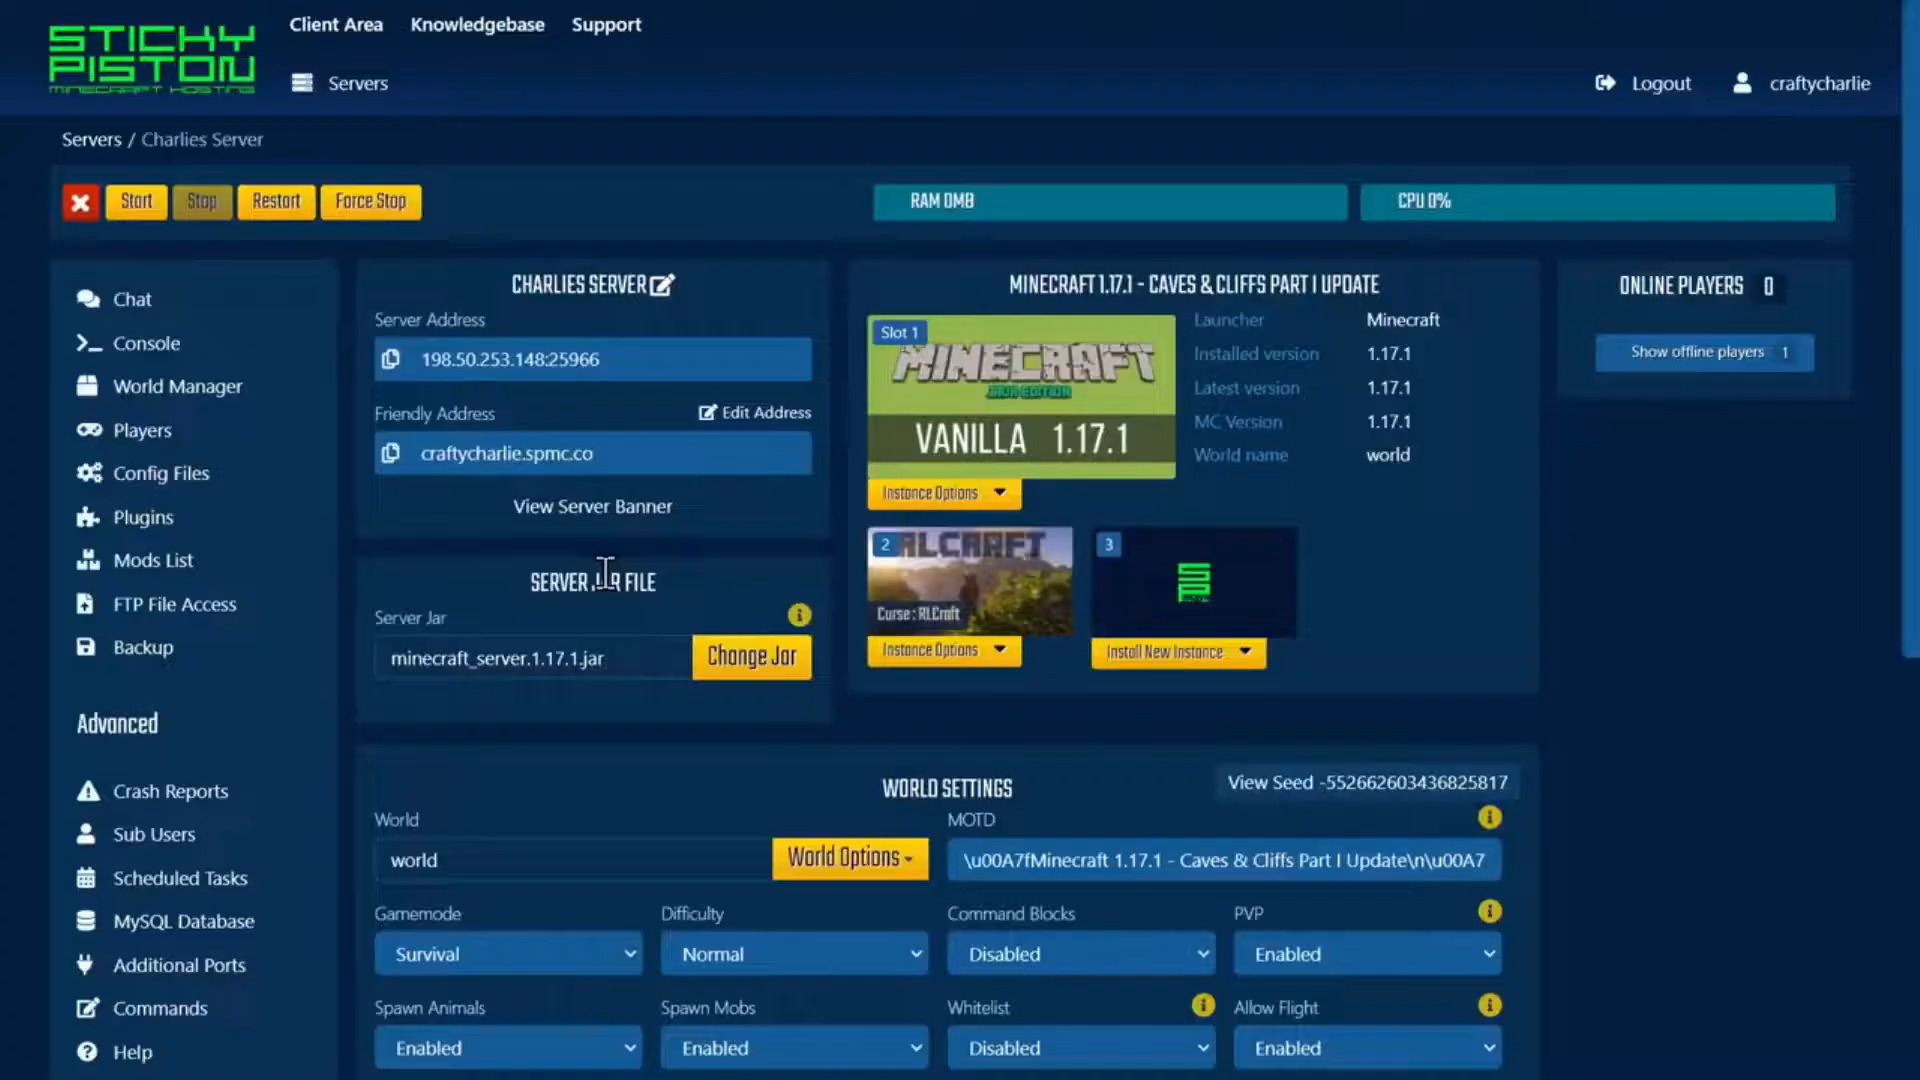 STICKY
PISTON
MINECRAFT HOSTING
Client Area
Knowledgebase
Support
Servers
Logout
craftycharlie
Servers / Charlies Server
Start
Stop
Restart
Force Stop
RAM 0MB
CPU 0%
Chat
Console
World Manager
Players
Config Files
Plugins
Mods List
FTP File Access
Backup
Advanced
Crash Reports
Sub Users
Scheduled Tasks
MySQL Database
Additional Ports
Commands
Help
CHARLIES SERVER
Server Address
198.50.253.148:25966
Friendly Address
Edit Address
craftycharlie.spmc.co
View Server Banner
SERVER JAR FILE
Server Jar
minecraft_server.1.17.1.jar
Change Jar
MINECRAFT 1.17.1 - CAVES & CLIFFS PART I UPDATE
Slot 1
MINECRAFT
JAVA EDITION
VANILLA 1.17.1
Instance Options
Launcher Minecraft
Installed version 1.17.1
Latest version 1.17.1
MC Version 1.17.1
World name world
2
RLCRAFT
Curse : RLCraft
Instance Options
3
Install New Instance
ONLINE PLAYERS 0
Show offline players 1
WORLD SETTINGS
View Seed -552662603436825817
World
world
World Options
MOTD
\u00A7fMinecraft 1.17.1 - Caves & Cliffs Part I Update\n\u00A7
Gamemode
Survival
Difficulty
Normal
Command Blocks
Disabled
PVP
Enabled
Spawn Animals
Enabled
Spawn Mobs
Enabled
Whitelist
Disabled
Allow Flight
Enabled